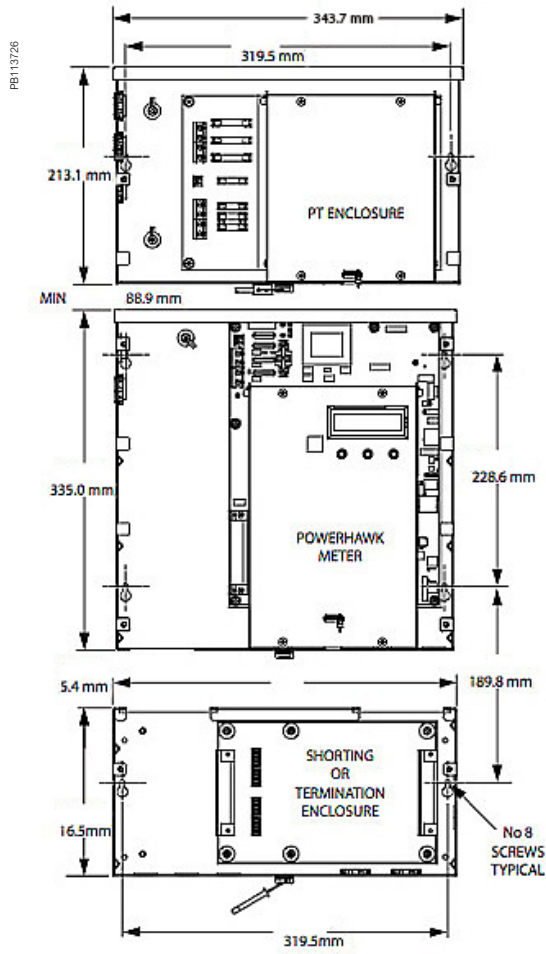 343.7 mm
PB113726
319.5 mm
213.1 mm
PT ENCLOSURE
MIN 88.9 mm
335.0 mm
228.6 mm
POWERHAWK
METER
5.4 mm
189.8 mm
SHORTING
OR
TERMINATION
ENCLOSURE
16.5mm
No 8
SCREWS
TYPICAL
319.5mm